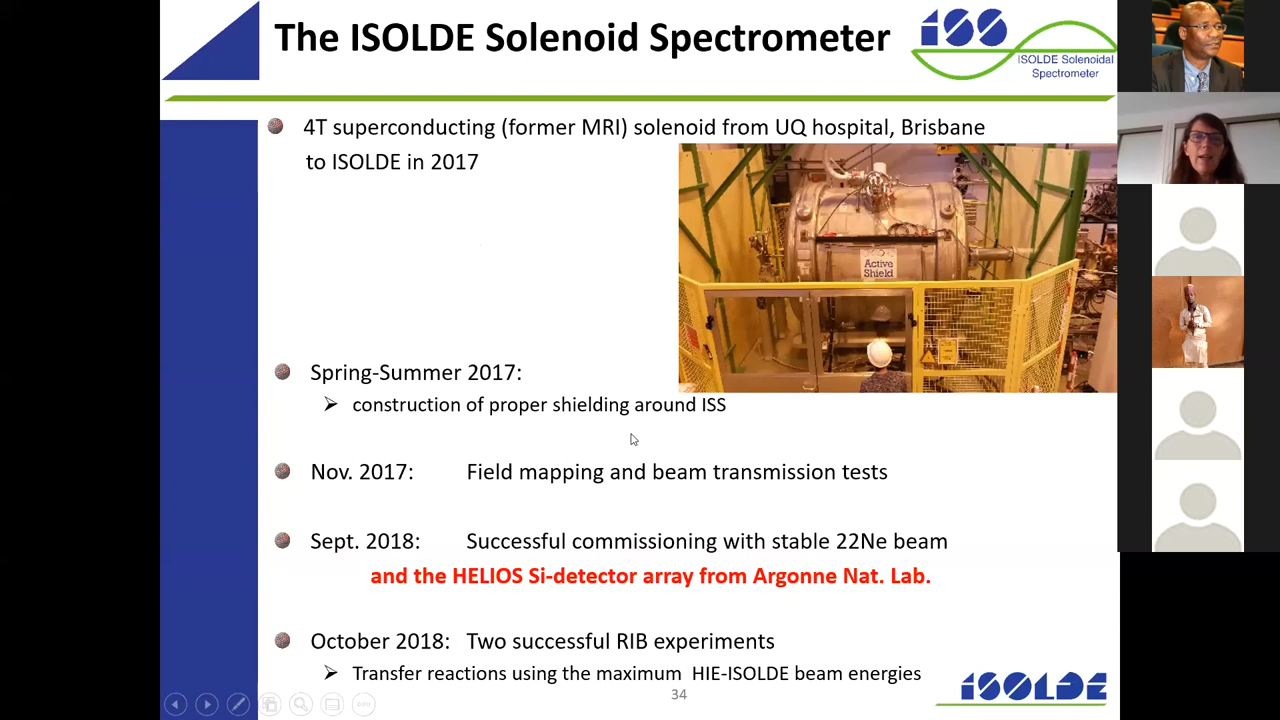 The ISOLDE Solenoid Spectrometer
ISS
ISOLDE Solenoidal
Spectrometer
4T superconducting (former MRI) solenoid from UQ hospital, Brisbane
to ISOLDE in 2017
Active
Shield
Spring-Summer 2017:
construction of proper shielding around ISS
Nov. 2017: Field mapping and beam transmission tests
Sept. 2018: Successful commissioning with stable 22Ne beam
and the HELIOS Si-detector array from Argonne Nat. Lab.
October 2018: Two successful RIB experiments
Transfer reactions using the maximum HIE-ISOLDE beam energies
34
ISOLDE